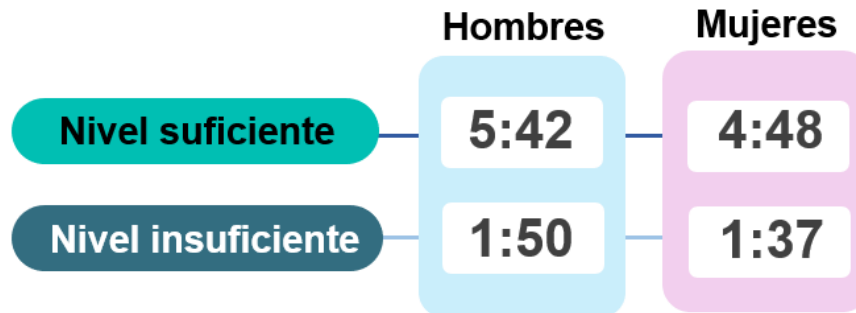 Hombres Mujeres
Nivel suficiente 5:42 4:48
Nivel insuficiente 1:50 1:37